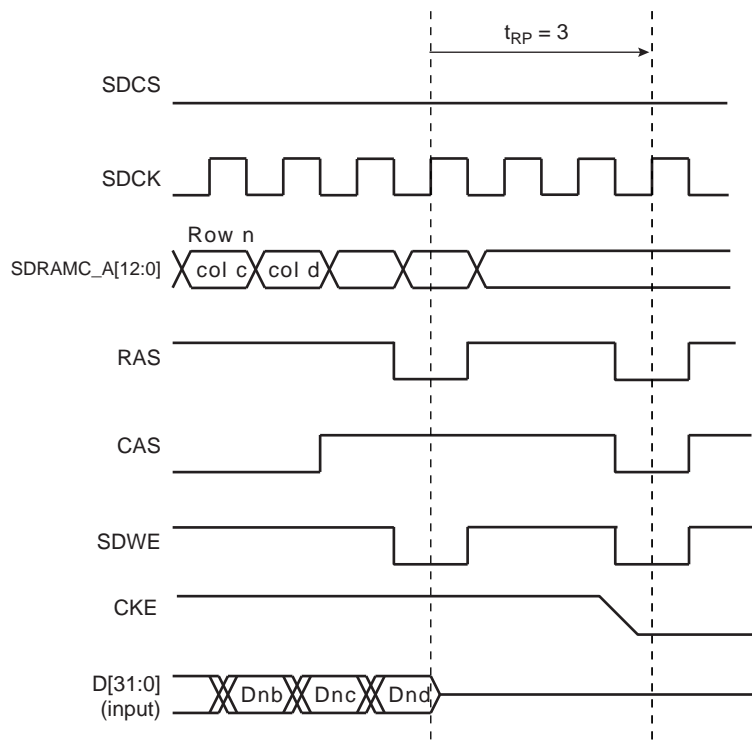 tRP = 3
SDCS
SDCK
Row n
SDRAMC_A[12:0]
col c
col d
RAS
CAS
SDWE
CKE
D[31:0]
(input)
Dnb
Dnc
Dnd